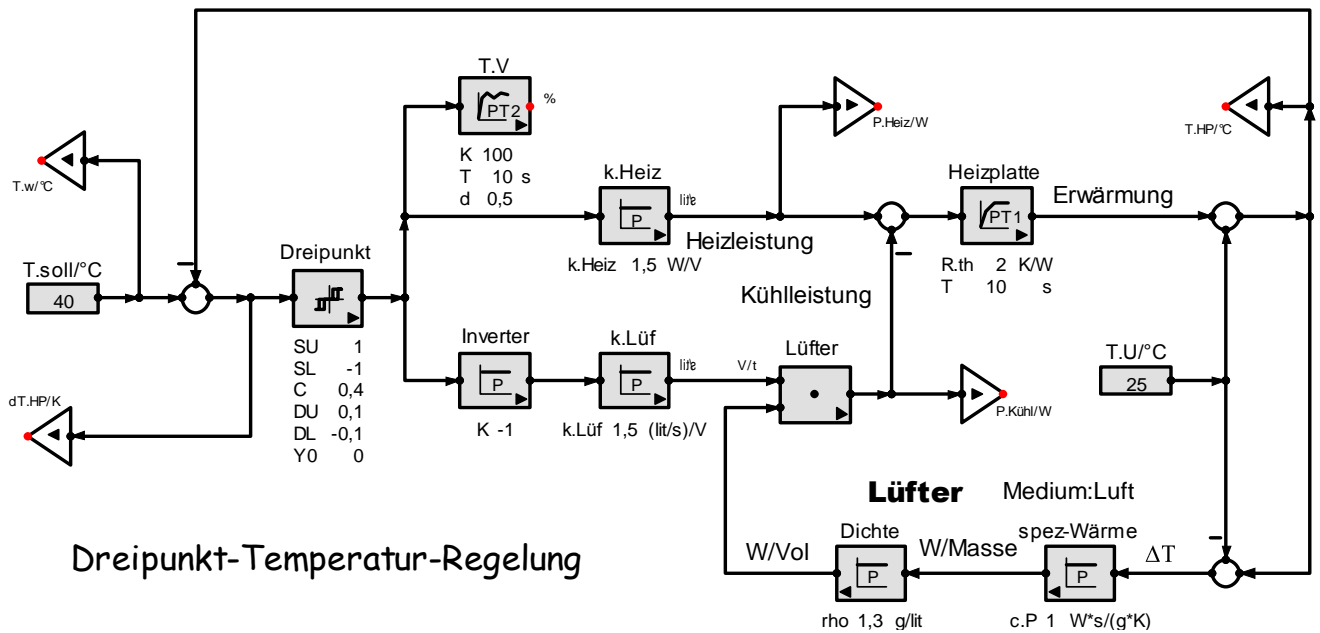 T.V
%
PT2
P.Heiz/W
T.HP/°C
K 100
T 10 s
d 0,5
T.w/°C
k.Heiz
Heizplatte
Erwärmung
P
PT1
Heizleistung
k.Heiz 1,5 W/V
R.th 2 K/W
T 10 s
Dreipunkt
T.soll/°C
40
Kühlleistung
SU 1
SL -1
C 0,4
DU 0,1
DL -0,1
Y0 0
Inverter
k.Lüf
V/t
Lüfter
T.U/°C
25
P
P
K -1
k.Lüf 1,5 (lit/s)/V
P.Kühl/W
dT.HP/K
Lüfter Medium:Luft
Dreipunkt-Temperatur-Regelung
W/Vol
Dichte
W/Masse
spez-Wärme
ΔT
P
P
rho 1,3 g/lit
c.P 1 W*s/(g*K)